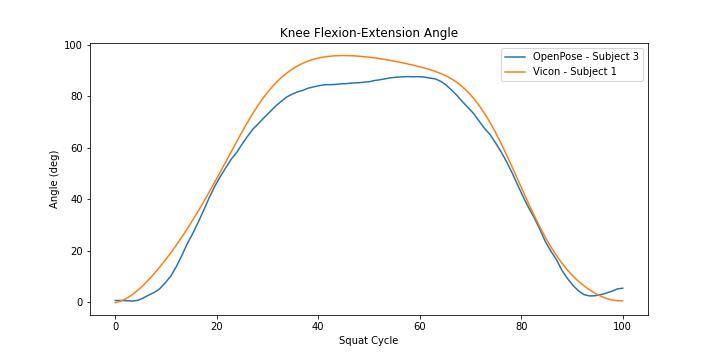 Knee Flexion-Extension Angle
OpenPose - Subject 3
Vicon - Subject 1
Angle (deg)
100
80
60
40
20
0
0 20 40 60 80 100
Squat Cycle